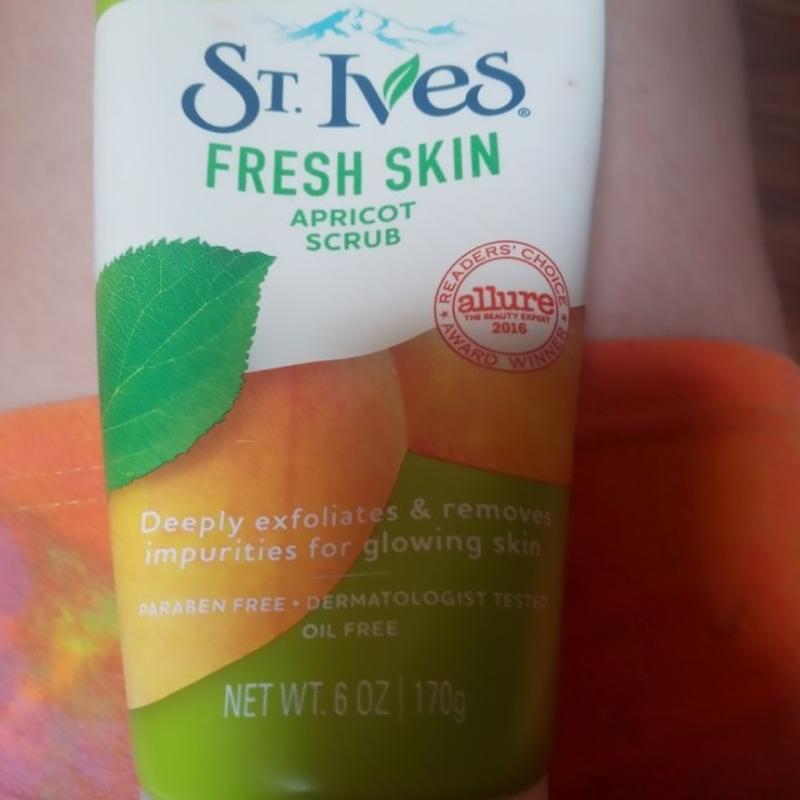 St. Ives®
FRESH SKIN
APRICOT
SCRUB
READERS' CHOICE
allure
THE BEAUTY EXPERT
2016
AWARD WINNER
Deeply exfoliates & removes
impurities for glowing skin
PARABEN FREE • DERMATOLOGIST TESTED
OIL FREE
NET WT. 6 OZ | 170g